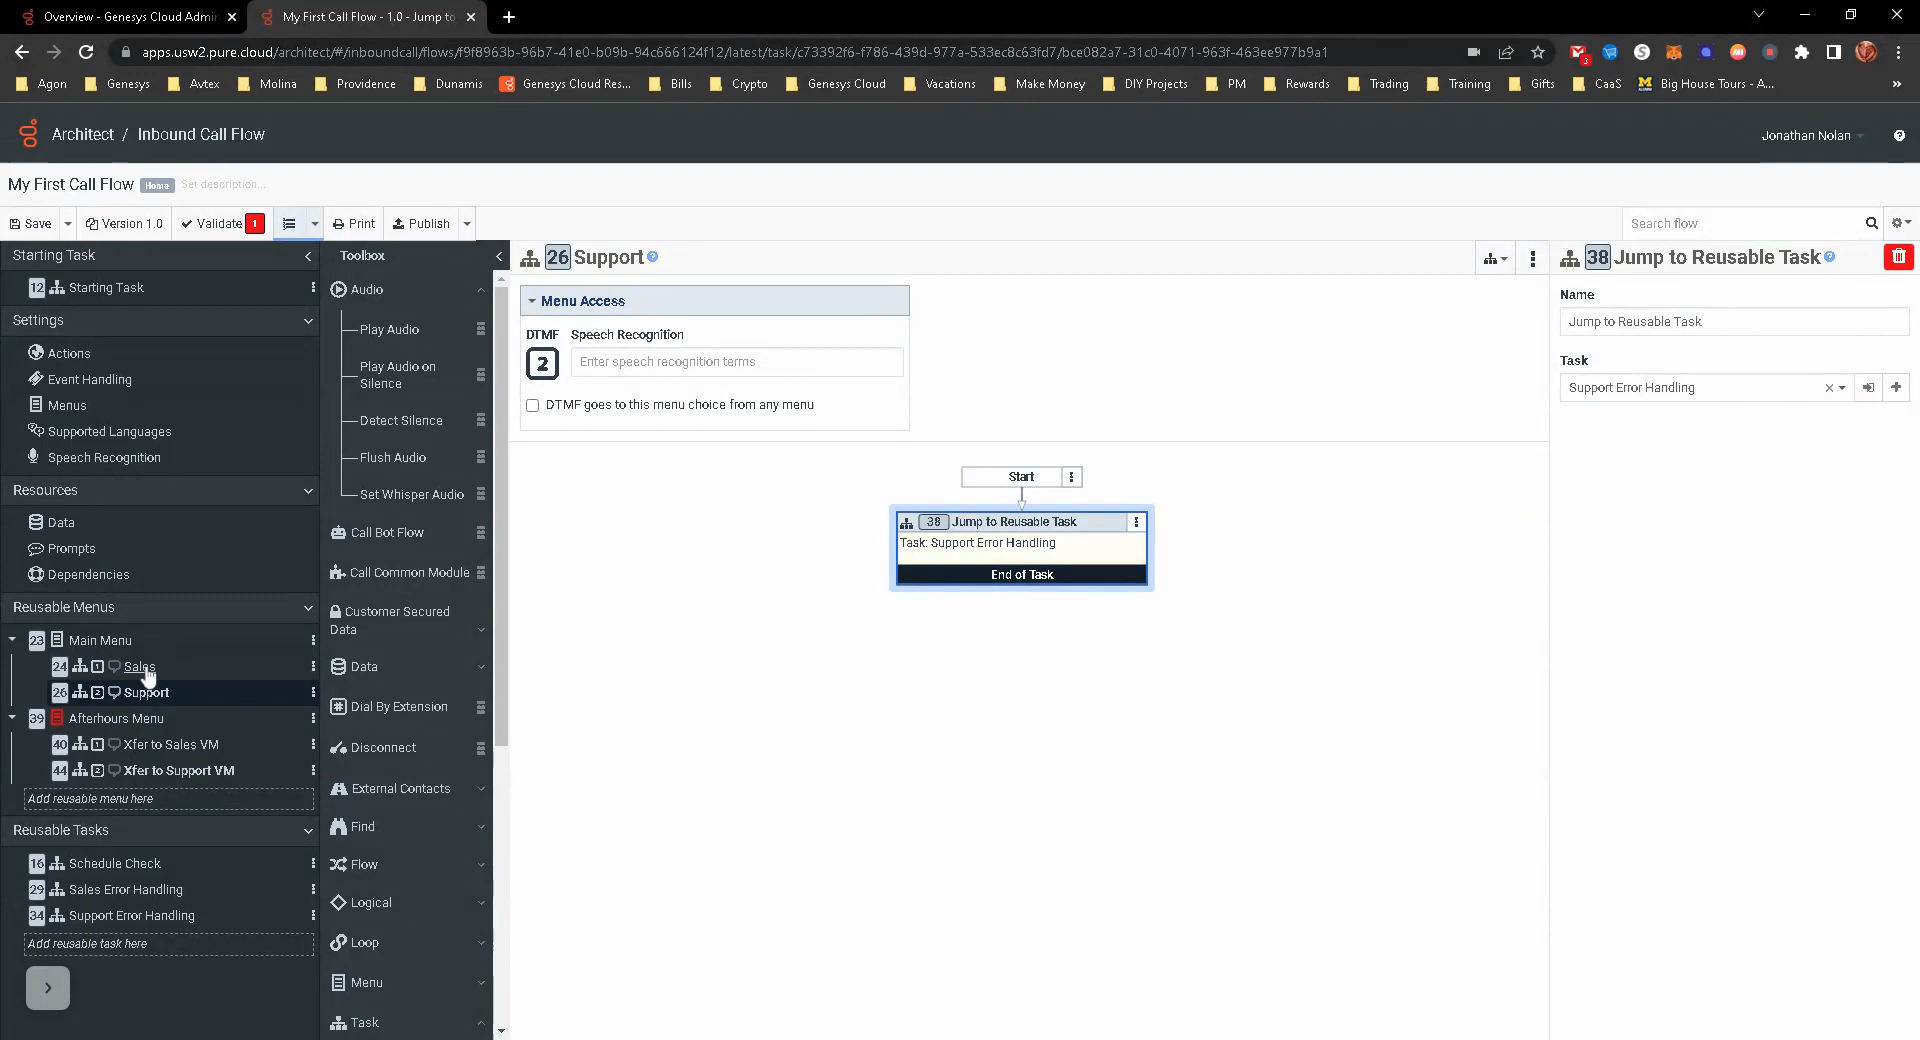 Overview - Genesys Cloud Admin
My First Call Flow - 1.0 - Jump to
apps.usw2.pure.cloud/architect/#/inboundcall/flows/f9f8963b-96b7-41e0-b09b-94c666124f12/latest/task/c73392f6-f786-439d-977a-533ec8c63fd7/bce082a7-31c0-4071-963f-463ee977b9a1
3
Agon
Genesys
Avtex
Molina
Providence
Dunamis
Genesys Cloud Res...
Bills
Crypto
Genesys Cloud
Vacations
Make Money
DIY Projects
PM
Rewards
Trading
Training
Gifts
CaaS
Big House Tours - A...
Architect / Inbound Call Flow
Jonathan Nolan
My First Call Flow Home Set description...
Save
Version 1.0
Validate 1
Print
Publish
Search flow
Starting Task
12 Starting Task
Settings
Actions
Event Handling
Menus
Supported Languages
Speech Recognition
Resources
Data
Prompts
Dependencies
Reusable Menus
23 Main Menu
24 1 Sales
26 2 Support
39 Afterhours Menu
40 1 Xfer to Sales VM
44 2 Xfer to Support VM
Add reusable menu here
Reusable Tasks
16 Schedule Check
29 Sales Error Handling
34 Support Error Handling
Add reusable task here
Toolbox
Audio
Play Audio
Play Audio on
Silence
Detect Silence
Flush Audio
Set Whisper Audio
Call Bot Flow
Call Common Module
Customer Secured
Data
Data
Dial By Extension
Disconnect
External Contacts
Find
Flow
Logical
Loop
Menu
Task
26 Support
Menu Access
DTMF Speech Recognition
2 Enter speech recognition terms
DTMF goes to this menu choice from any menu
Start
38 Jump to Reusable Task
Task: Support Error Handling
End of Task
38 Jump to Reusable Task
Name
Jump to Reusable Task
Task
Support Error Handling